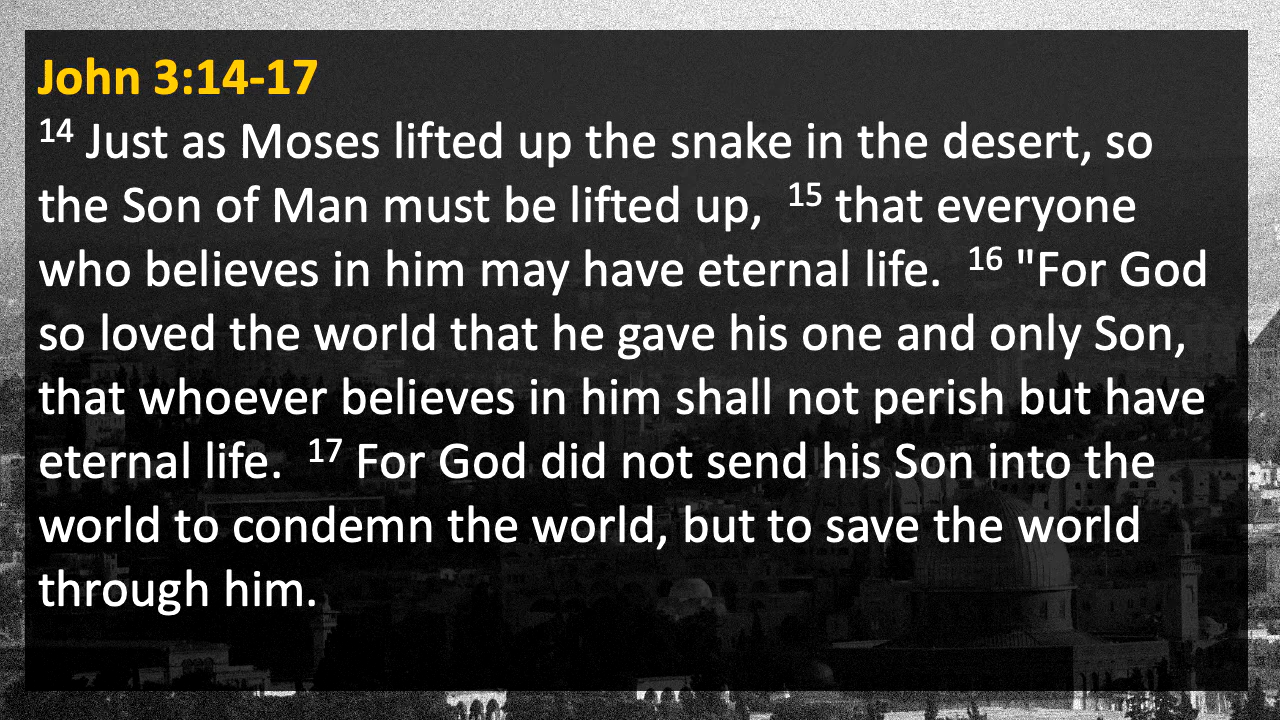 John 3:14-17
14 Just as Moses lifted up the snake in the desert, so
the Son of Man must be lifted up,  15 that everyone
who believes in him may have eternal life.  16 "For God
so loved the world that he gave his one and only Son,
that whoever believes in him shall not perish but have
eternal life.  17 For God did not send his Son into the
world to condemn the world, but to save the world
through him.